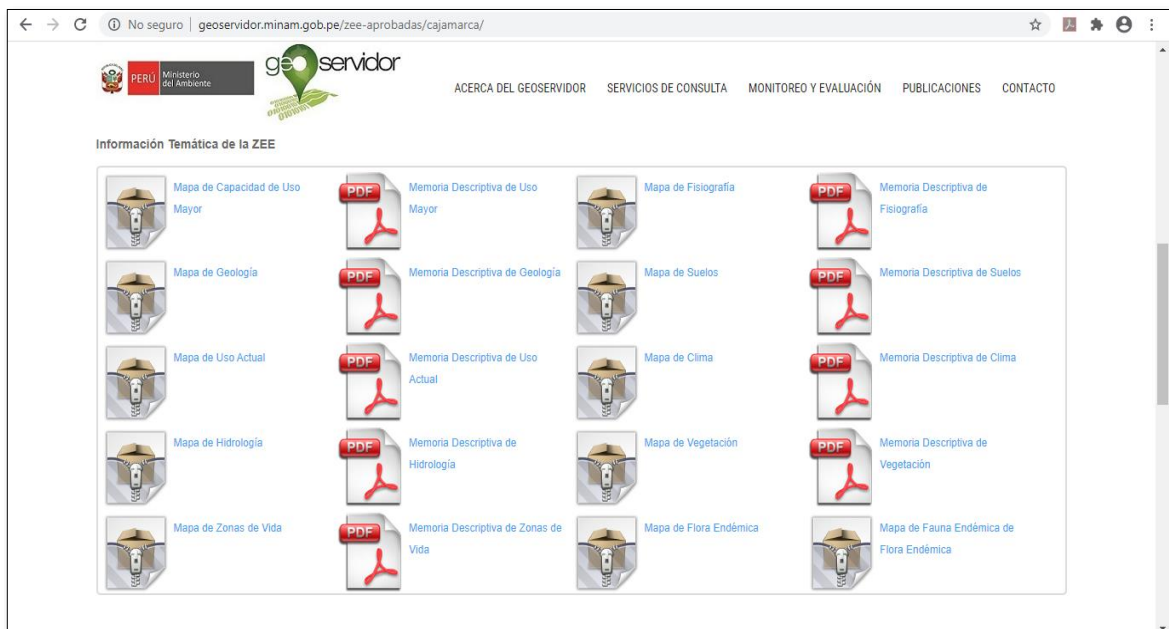 No seguro | geoservidor.minam.gob.pe/zee-aprobadas/cajamarca/
PERÚ
Ministerio
del Ambiente
geo servidor
ACERCA DEL GEOSERVIDOR SERVICIOS DE CONSULTA MONITOREO Y EVALUACIÓN PUBLICACIONES CONTACTO
Información Temática de la ZEE
Mapa de Capacidad de Uso
Mayor
PDF
Memoria Descriptiva de Uso
Mayor
Mapa de Fisiografía
PDF
Memoria Descriptiva de
Fisiografía
Mapa de Geología
PDF
Memoria Descriptiva de Geología
Mapa de Suelos
PDF
Memoria Descriptiva de Suelos
Mapa de Uso Actual
PDF
Memoria Descriptiva de Uso
Actual
Mapa de Clima
PDF
Memoria Descriptiva de Clima
Mapa de Hidrología
PDF
Memoria Descriptiva de
Hidrología
Mapa de Vegetación
PDF
Memoria Descriptiva de
Vegetación
Mapa de Zonas de Vida
PDF
Memoria Descriptiva de Zonas de
Vida
Mapa de Flora Endémica
Mapa de Fauna Endémica de
Flora Endémica